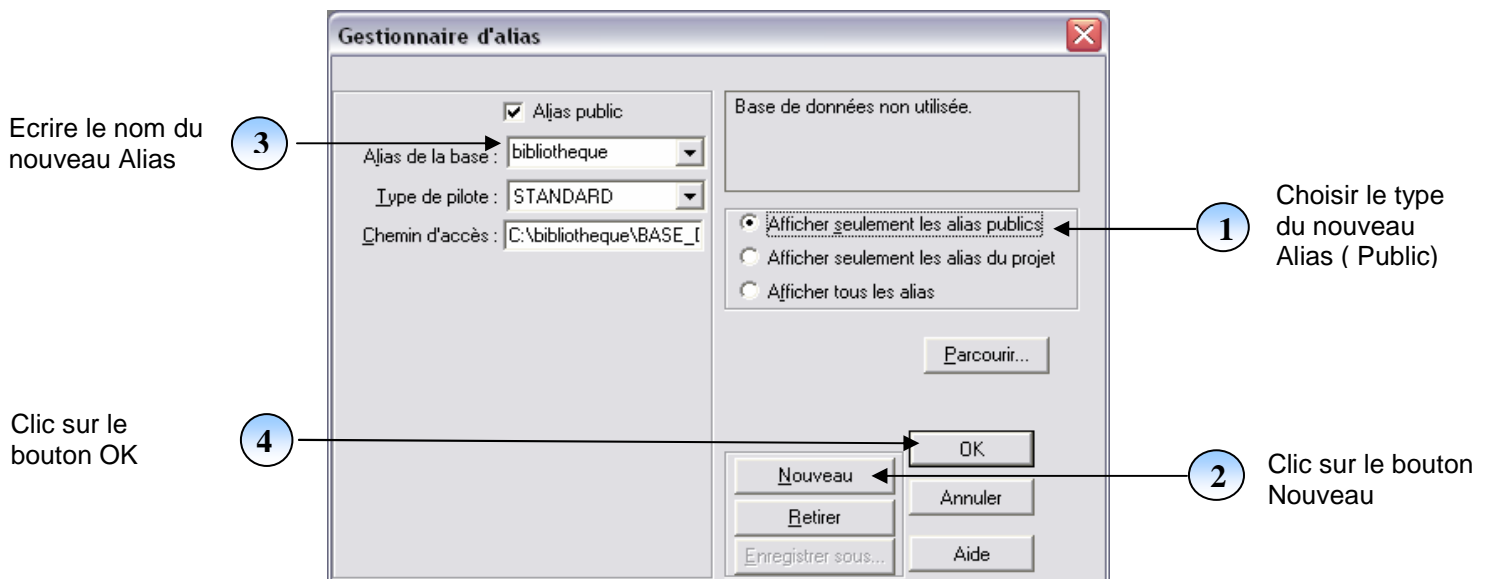 Gestionnaire d'alias
Ecrire le nom du
nouveau Alias
3
Alias public
Alias de la base :
bibliotheque
Type de pilote :
STANDARD
Chemin d'accès :
C:\bibliotheque\BASE_D
Base de données non utilisée.
Afficher seulement les alias publics
Afficher seulement les alias du projet
Afficher tous les alias
1
Choisir le type
du nouveau
Alias ( Public)
Parcourir...
Clic sur le
bouton OK
4
OK
Nouveau
Annuler
Retirer
Enregistrer sous...
Aide
2
Clic sur le bouton
Nouveau